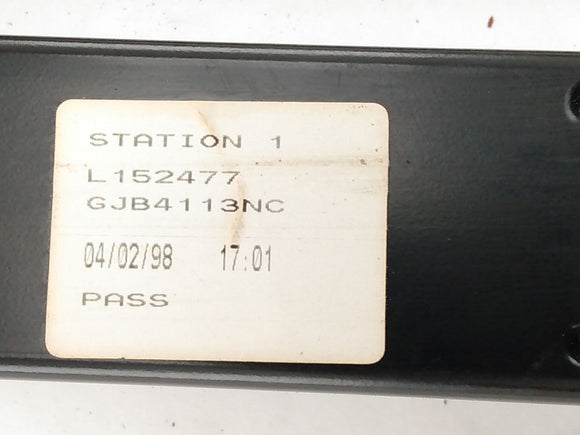 STATION 1
L152477
GJB4113NC
04/02/98 17:01
PASS